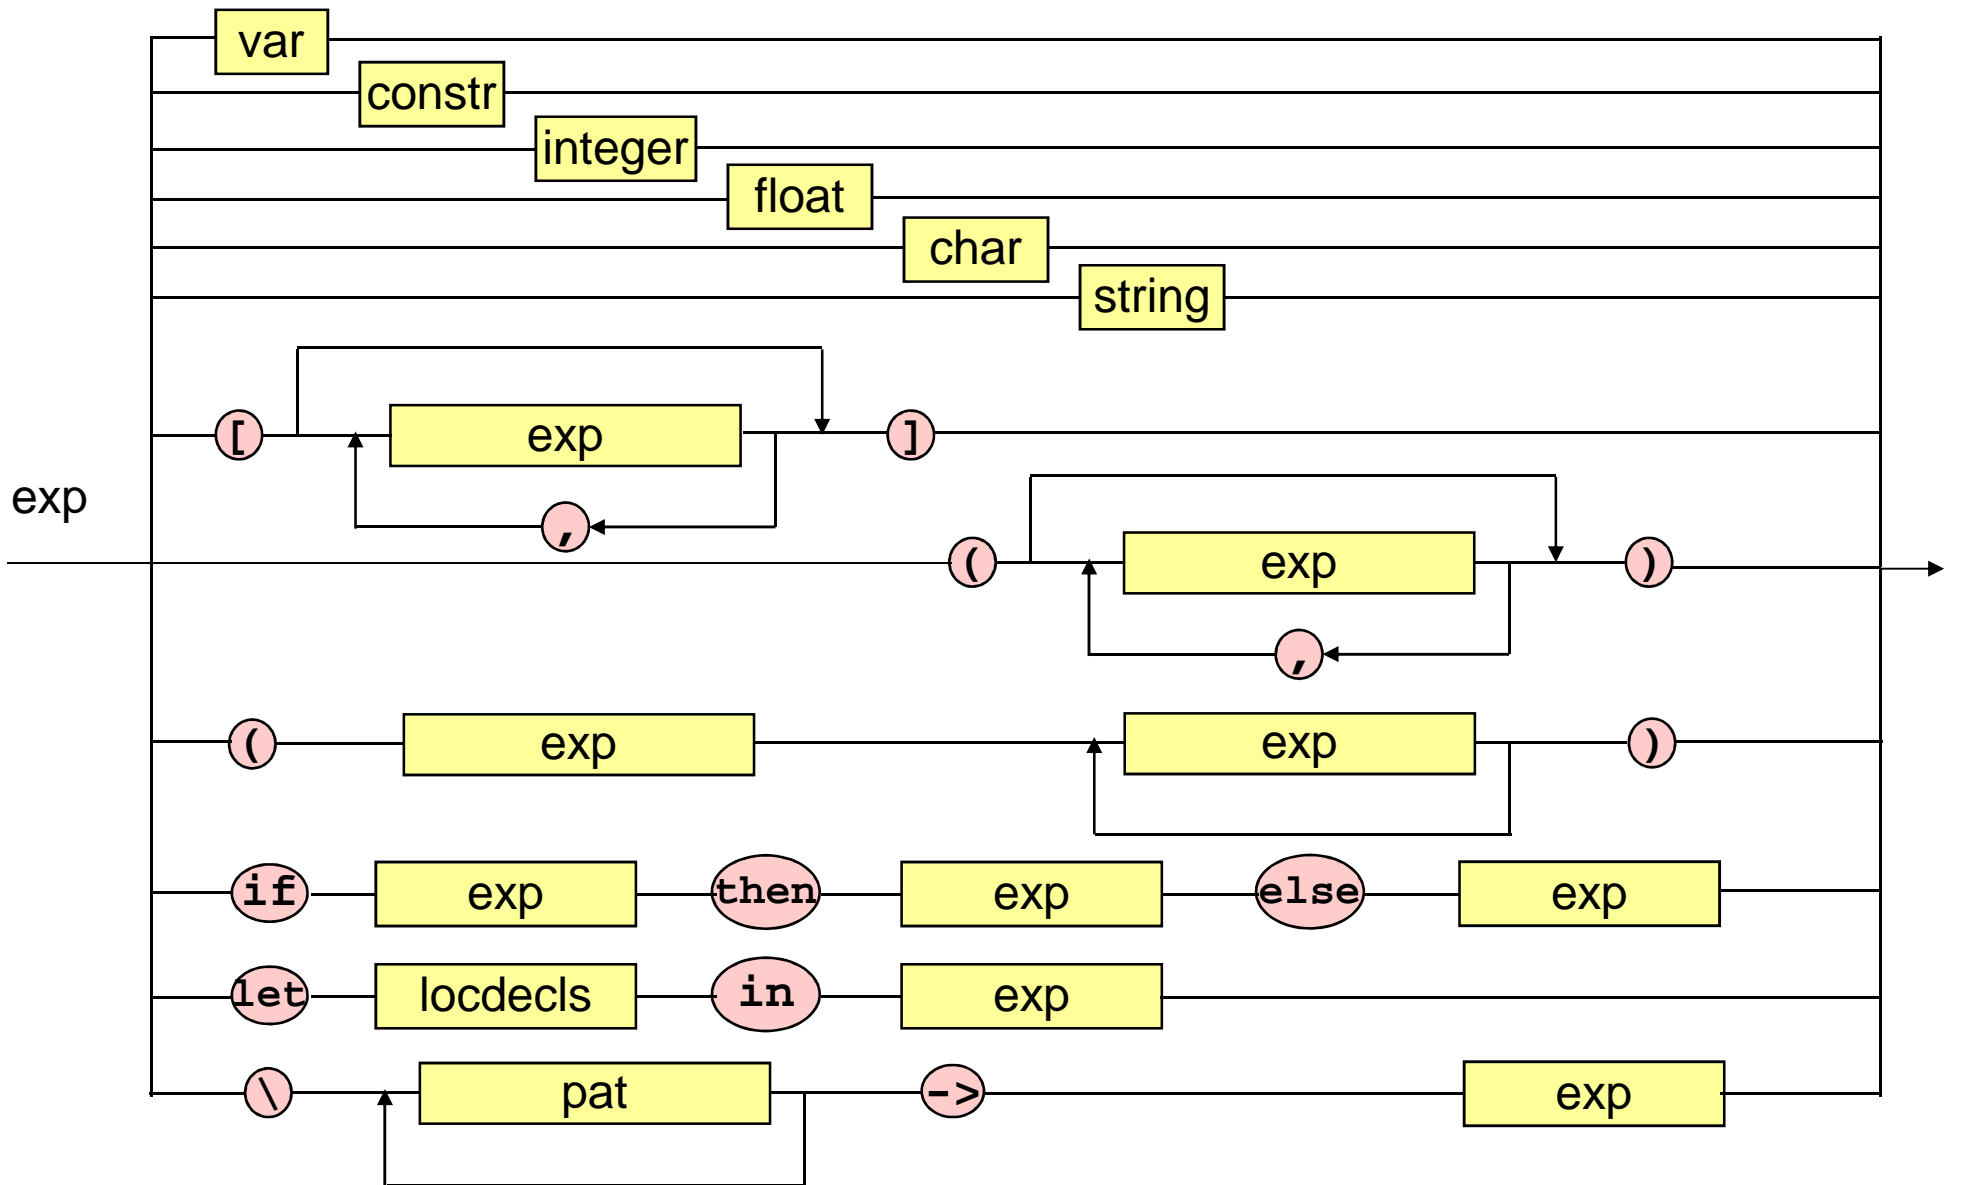 var
constr
integer
float
char
string
[ exp ]
,
exp
( exp )
,
( exp exp )
if exp then exp else exp
let locdecls in exp
\ pat -> exp